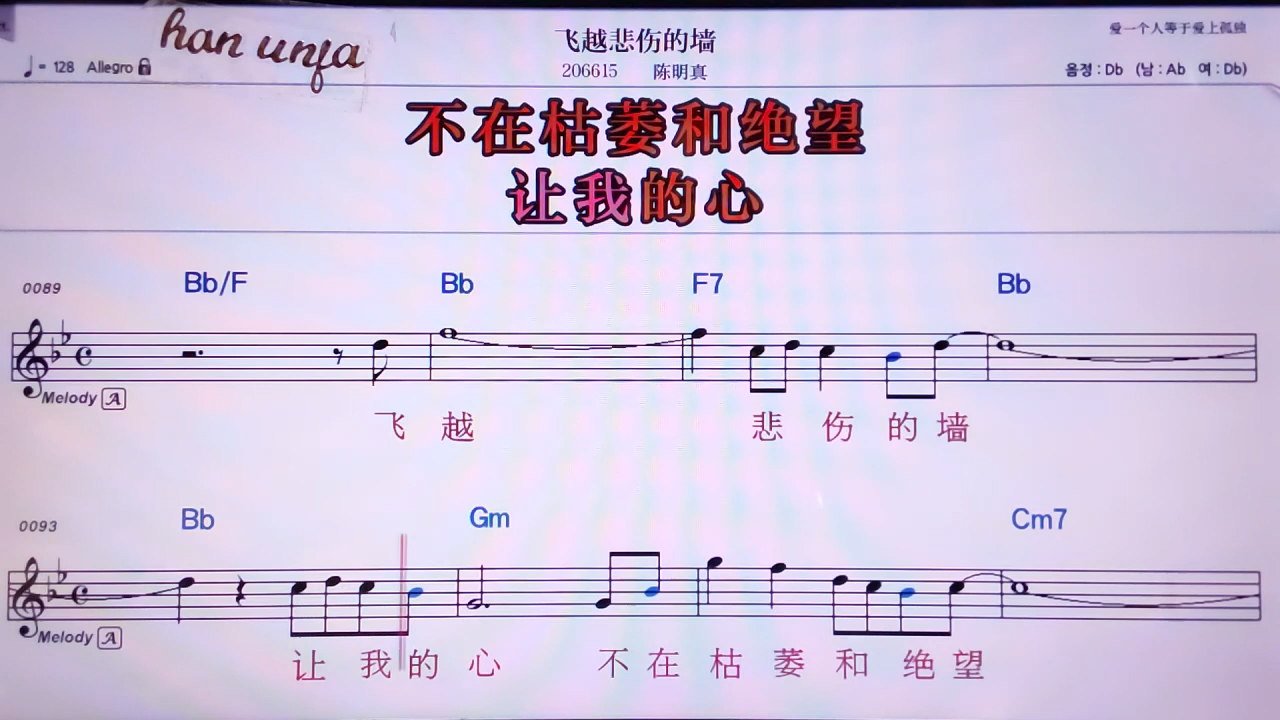 han unfa
飞越悲伤的墙
爱一个人等于爱上孤独
♩= 128 Allegro
206615 陈明真
음정 : Db (남 : Ab 여 : Db)
不在枯萎和绝望
让我的心
0089 Bb/F Bb F7 Bb
Melody A
飞 越 悲 伤 的 墙
0093 Bb Gm Cm7
Melody A
让 我 的 心 不 在 枯 萎 和 绝 望